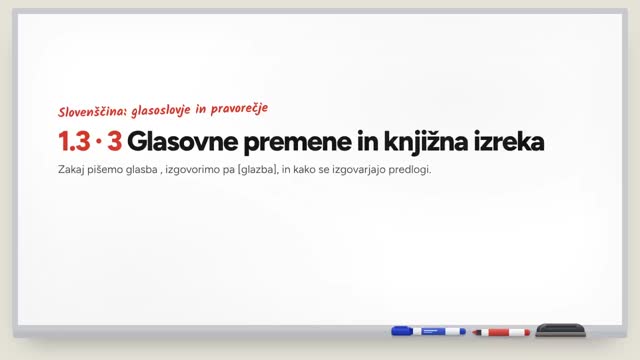 Slovenščina: glasoslovje in pravorečje
1.3 · 3 Glasovne premene in knjižna izreka
Zakaj pišemo glasba , izgovorimo pa [glazba], in kako se izgovarjajo predlogi.